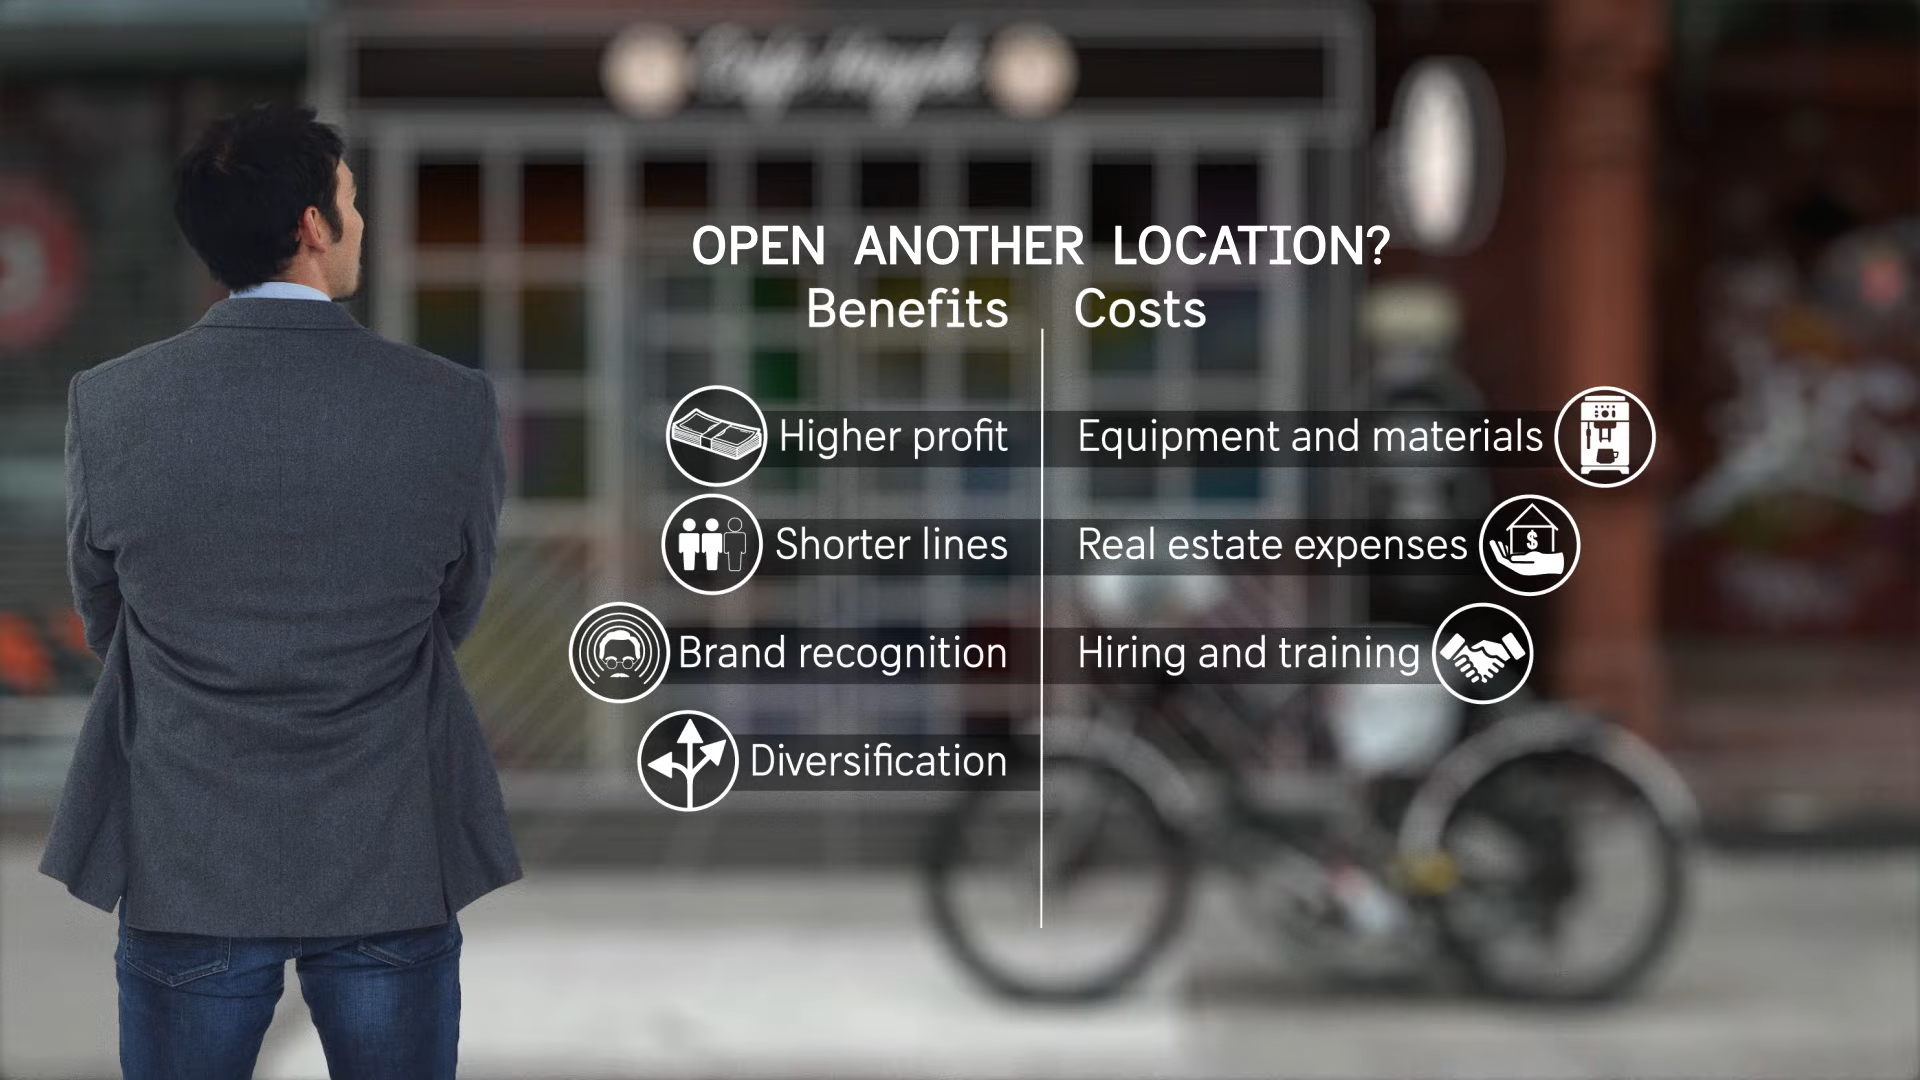 OPEN ANOTHER LOCATION?
Benefits Costs
Higher profit Equipment and materials
Shorter lines Real estate expenses
Brand recognition Hiring and training
Diversification